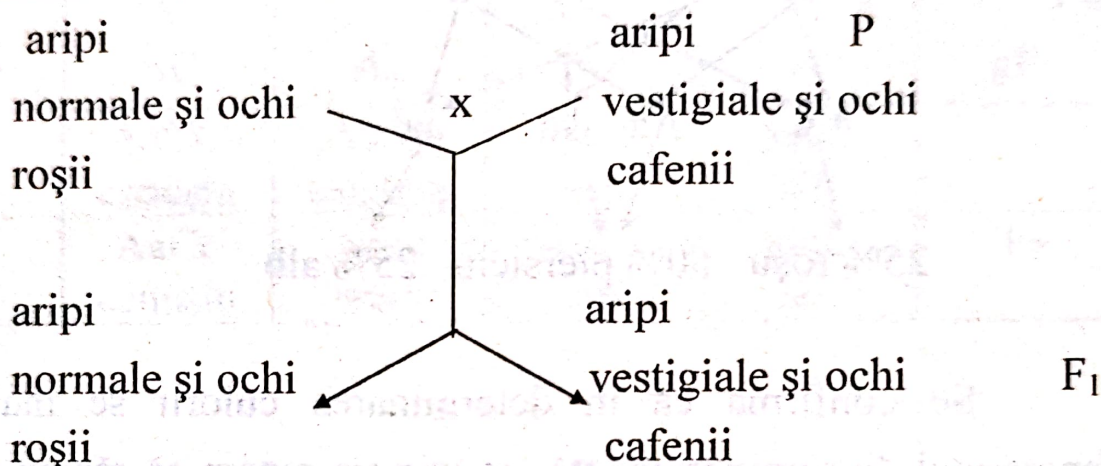 aripi aripi P
normale şi ochi x vestigiale şi ochi
roşii cafenii
aripi aripi
normale şi ochi vestigiale şi ochi F1
roşii cafenii